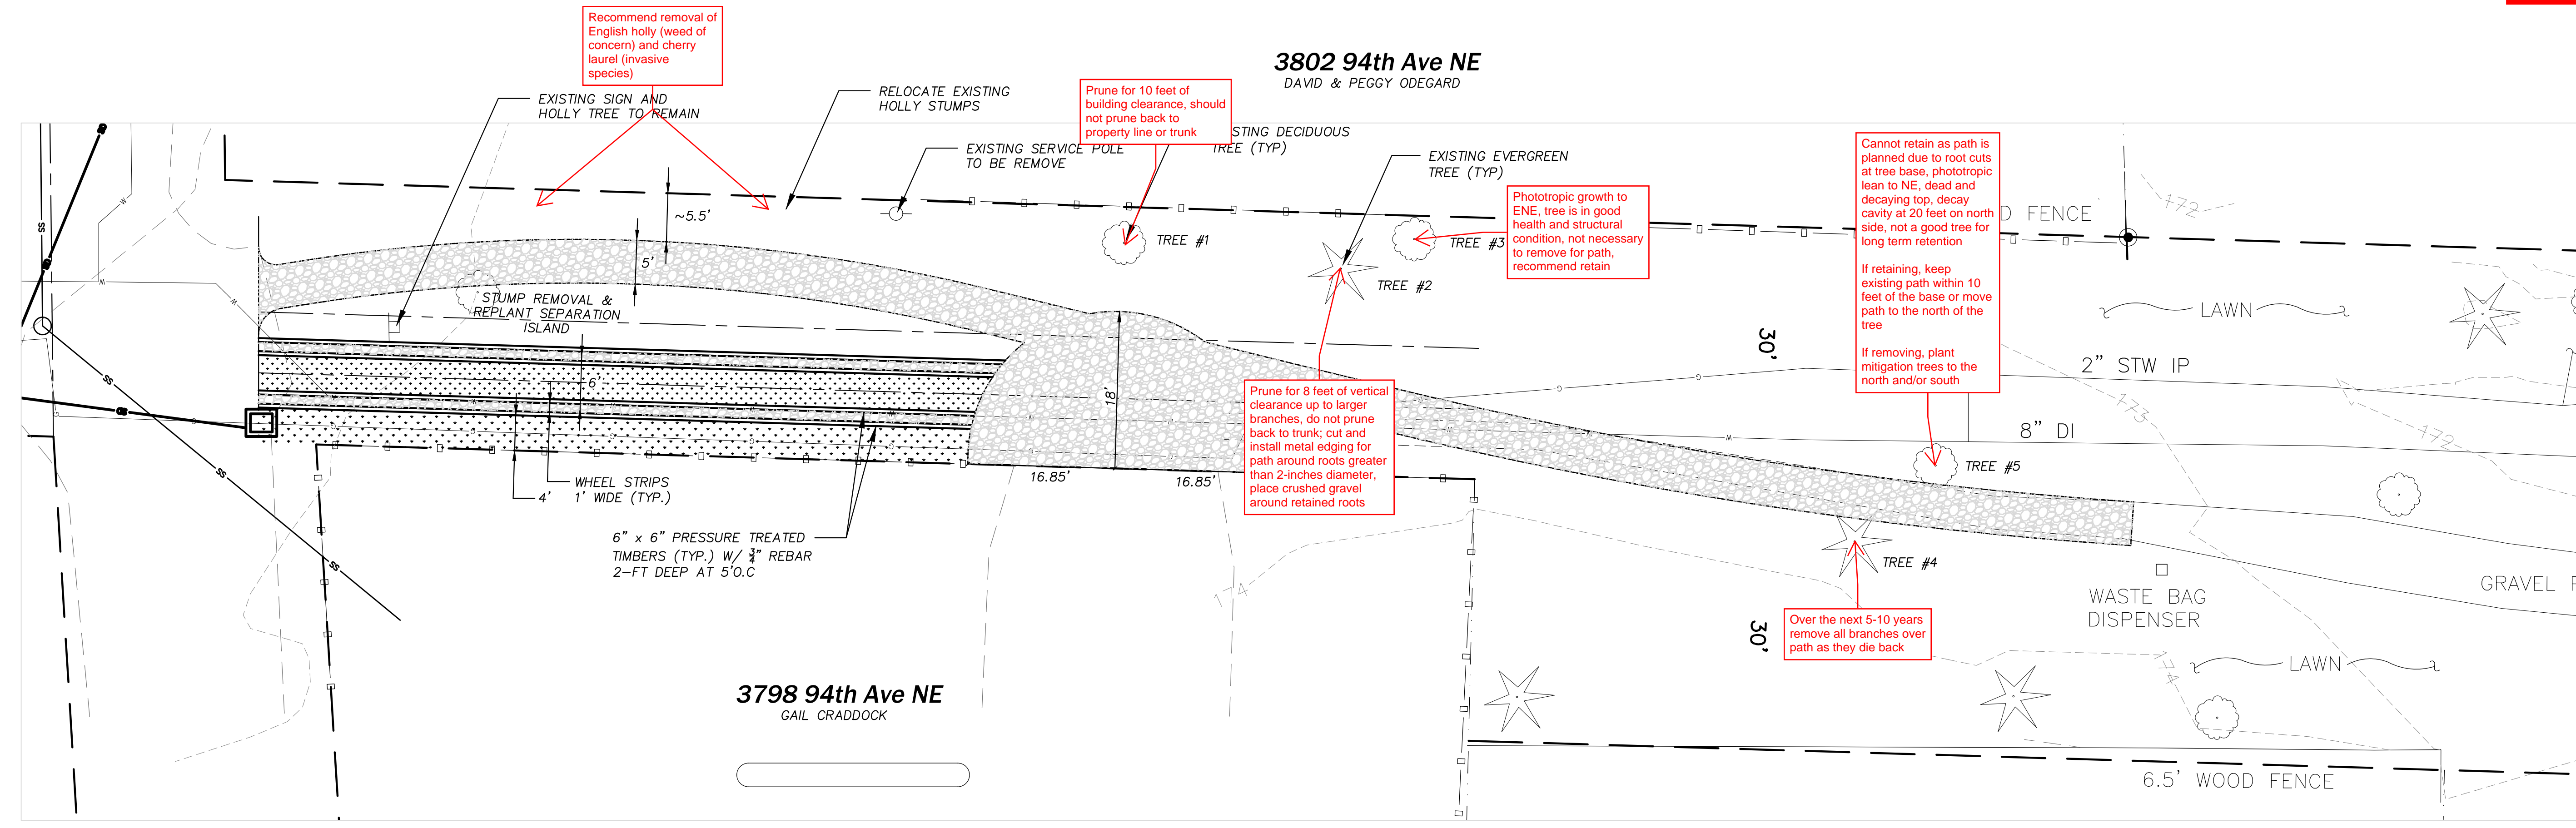 Recommend removal of
English holly (weed of
concern) and cherry
laurel (invasive
species)
3802 94th Ave NE
DAVID & PEGGY ODEGARD
EXISTING SIGN AND
HOLLY TREE TO REMAIN
RELOCATE EXISTING
HOLLY STUMPS
Prune for 10 feet of
building clearance, should
not prune back to
property line or trunk
STING DECIDUOUS
TREE (TYP)
EXISTING SERVICE POLE
TO BE REMOVE
EXISTING EVERGREEN
TREE (TYP)
Phototropic growth to
ENE, tree is in good
health and structural
condition, not necessary
to remove for path,
recommend retain
Cannot retain as path is
planned due to root cuts
at tree base, phototropic
lean to NE, dead and
decaying top, decay
cavity at 20 feet on north
side, not a good tree for
long term retention
If retaining, keep
existing path within 10
feet of the base or move
path to the north of the
tree
If removing, plant
mitigation trees to the
north and/or south
D FENCE
172
~5.5'
5'
TREE #1
TREE #2
TREE #3
STUMP REMOVAL &
REPLANT SEPARATION
ISLAND
6'
18'
30'
LAWN
2" STW IP
173
172
8" DI
TREE #5
Prune for 8 feet of vertical
clearance up to larger
branches, do not prune
back to trunk; cut and
install metal edging for
path around roots greater
than 2-inches diameter,
place crushed gravel
around retained roots
16.85'
16.85'
WHEEL STRIPS
1' WIDE (TYP.)
4'
6" x 6" PRESSURE TREATED
TIMBERS (TYP.) W/ 3/4" REBAR
2-FT DEEP AT 5'O.C
SS
SS
SS
174
TREE #4
Over the next 5-10 years
remove all branches over
path as they die back
30'
WASTE BAG
DISPENSER
GRAVEL
LAWN
174
3798 94th Ave NE
GAIL CRADDOCK
6.5' WOOD FENCE